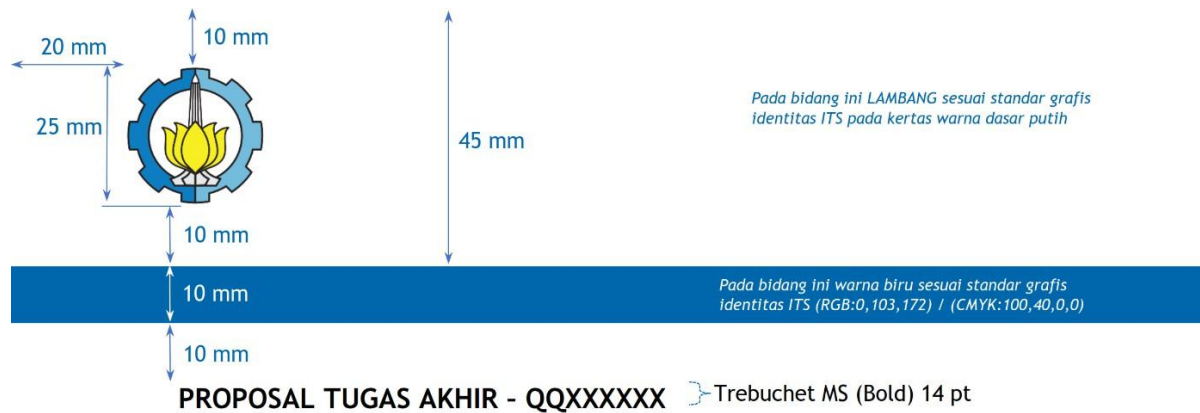 10 mm
20 mm
25 mm
45 mm
Pada bidang ini LAMBANG sesuai standar grafis
identitas ITS pada kertas warna dasar putih
10 mm
10 mm
Pada bidang ini warna biru sesuai standar grafis
identitas ITS (RGB:0,103,172) / (CMYK:100,40,0,0)
10 mm
PROPOSAL TUGAS AKHIR - QQXXXXXX Trebuchet MS (Bold) 14 pt